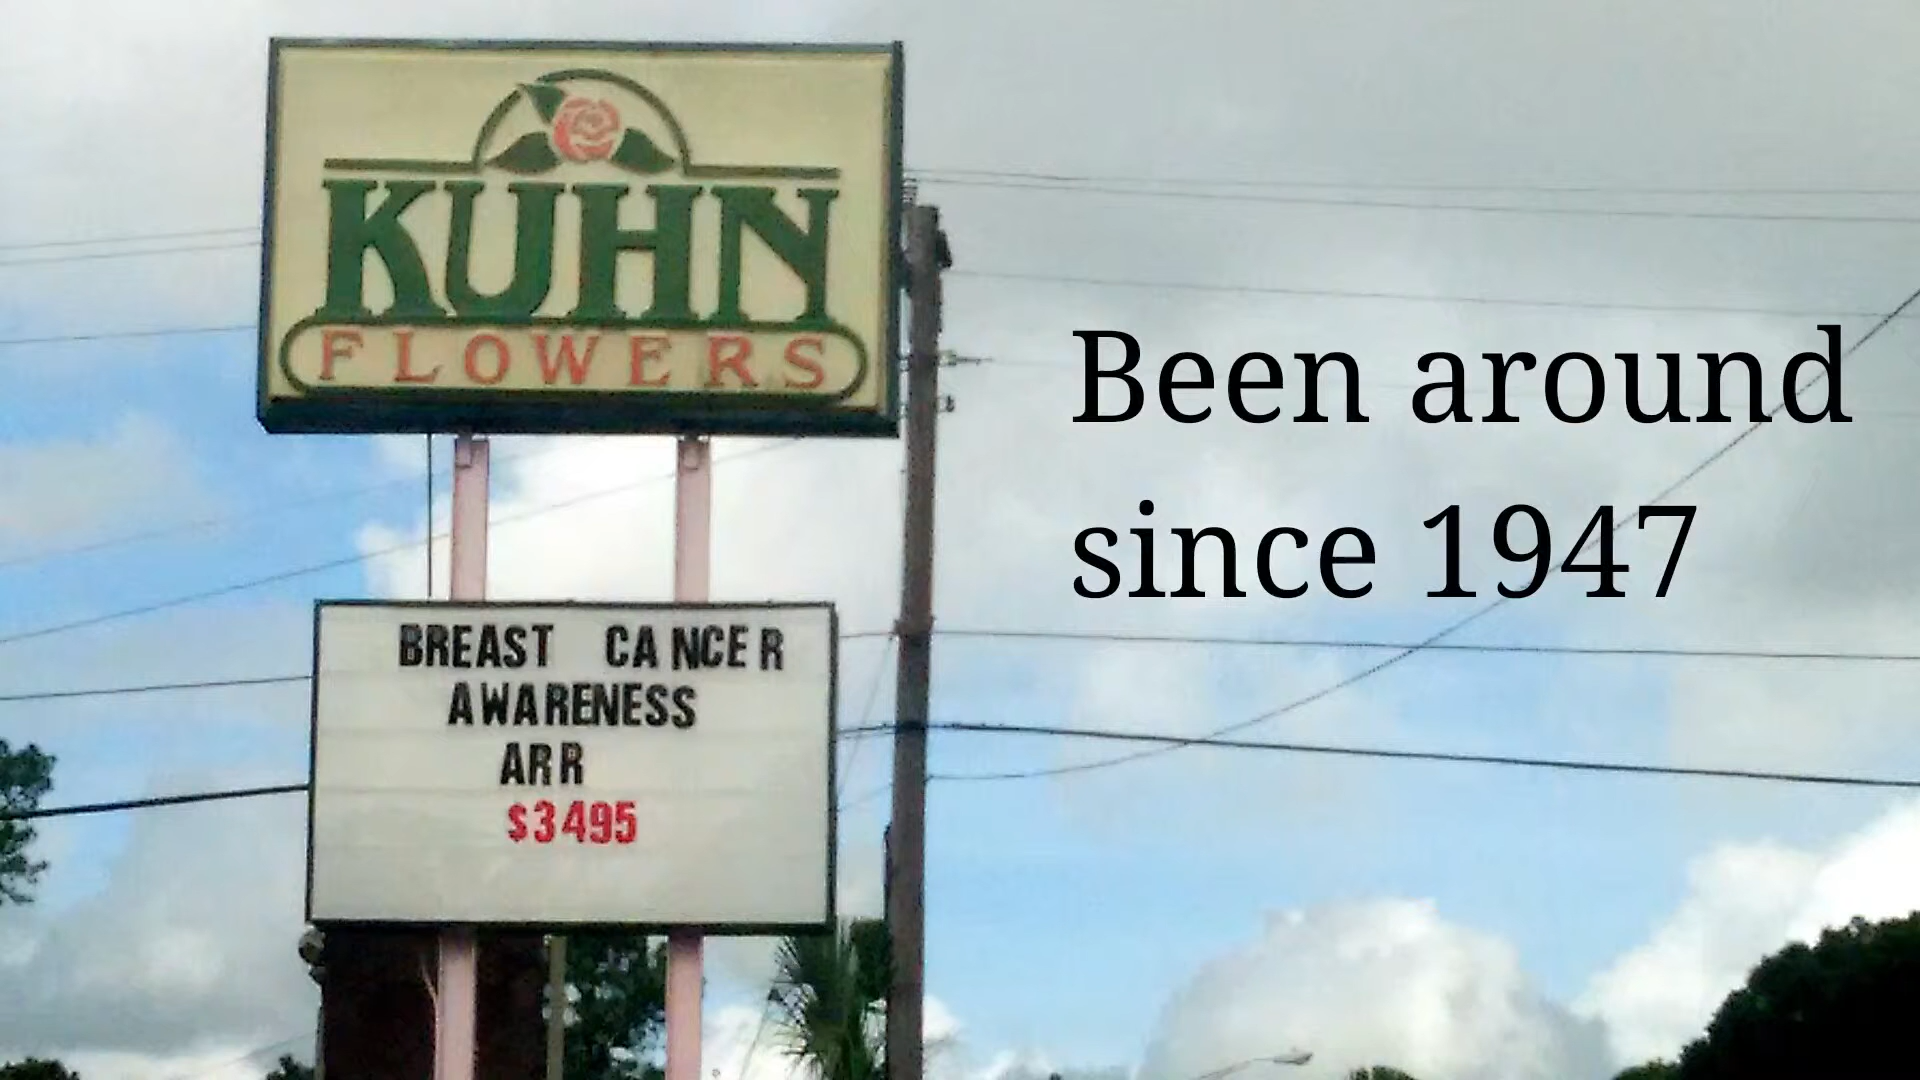 KUHN
FLOWERS
Been around
since 1947
BREAST CANCER
AWARENESS
ARR
$3495